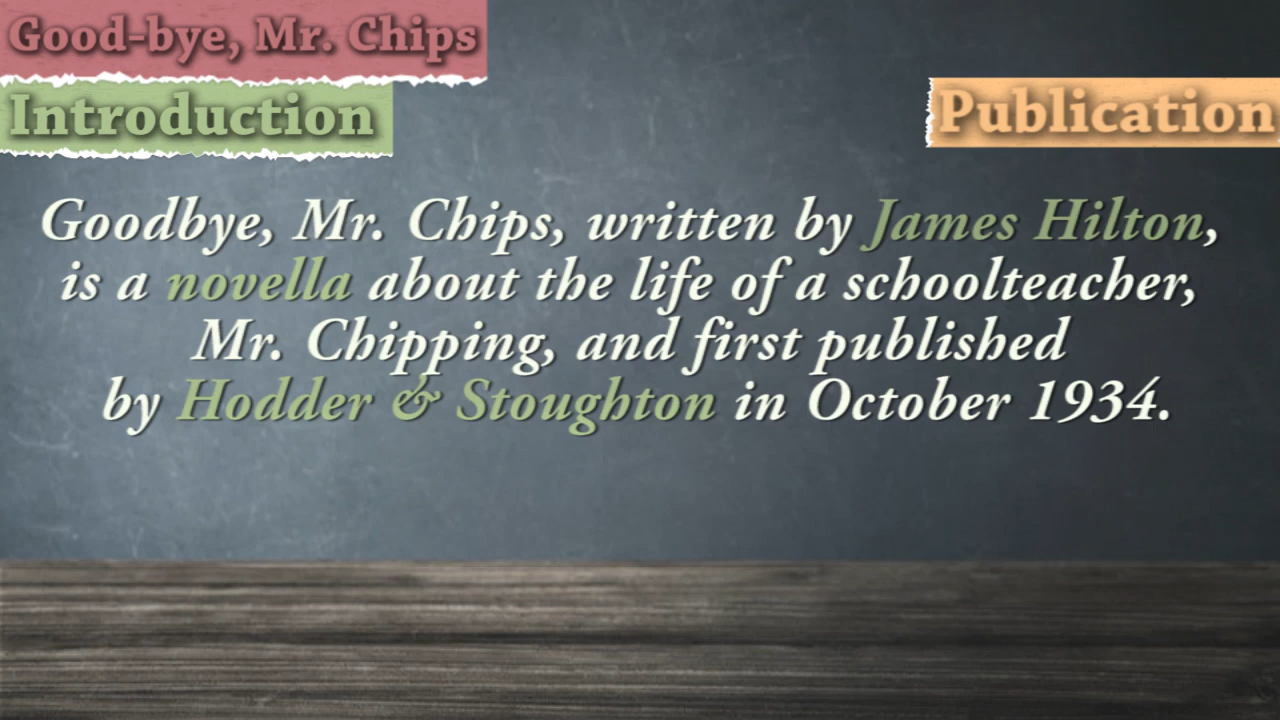 Good-bye, Mr. Chips
Introduction
Publication
Goodbye, Mr. Chips, written by James Hilton,
is a novella about the life of a schoolteacher,
Mr. Chipping, and first published
by Hodder & Stoughton in October 1934.